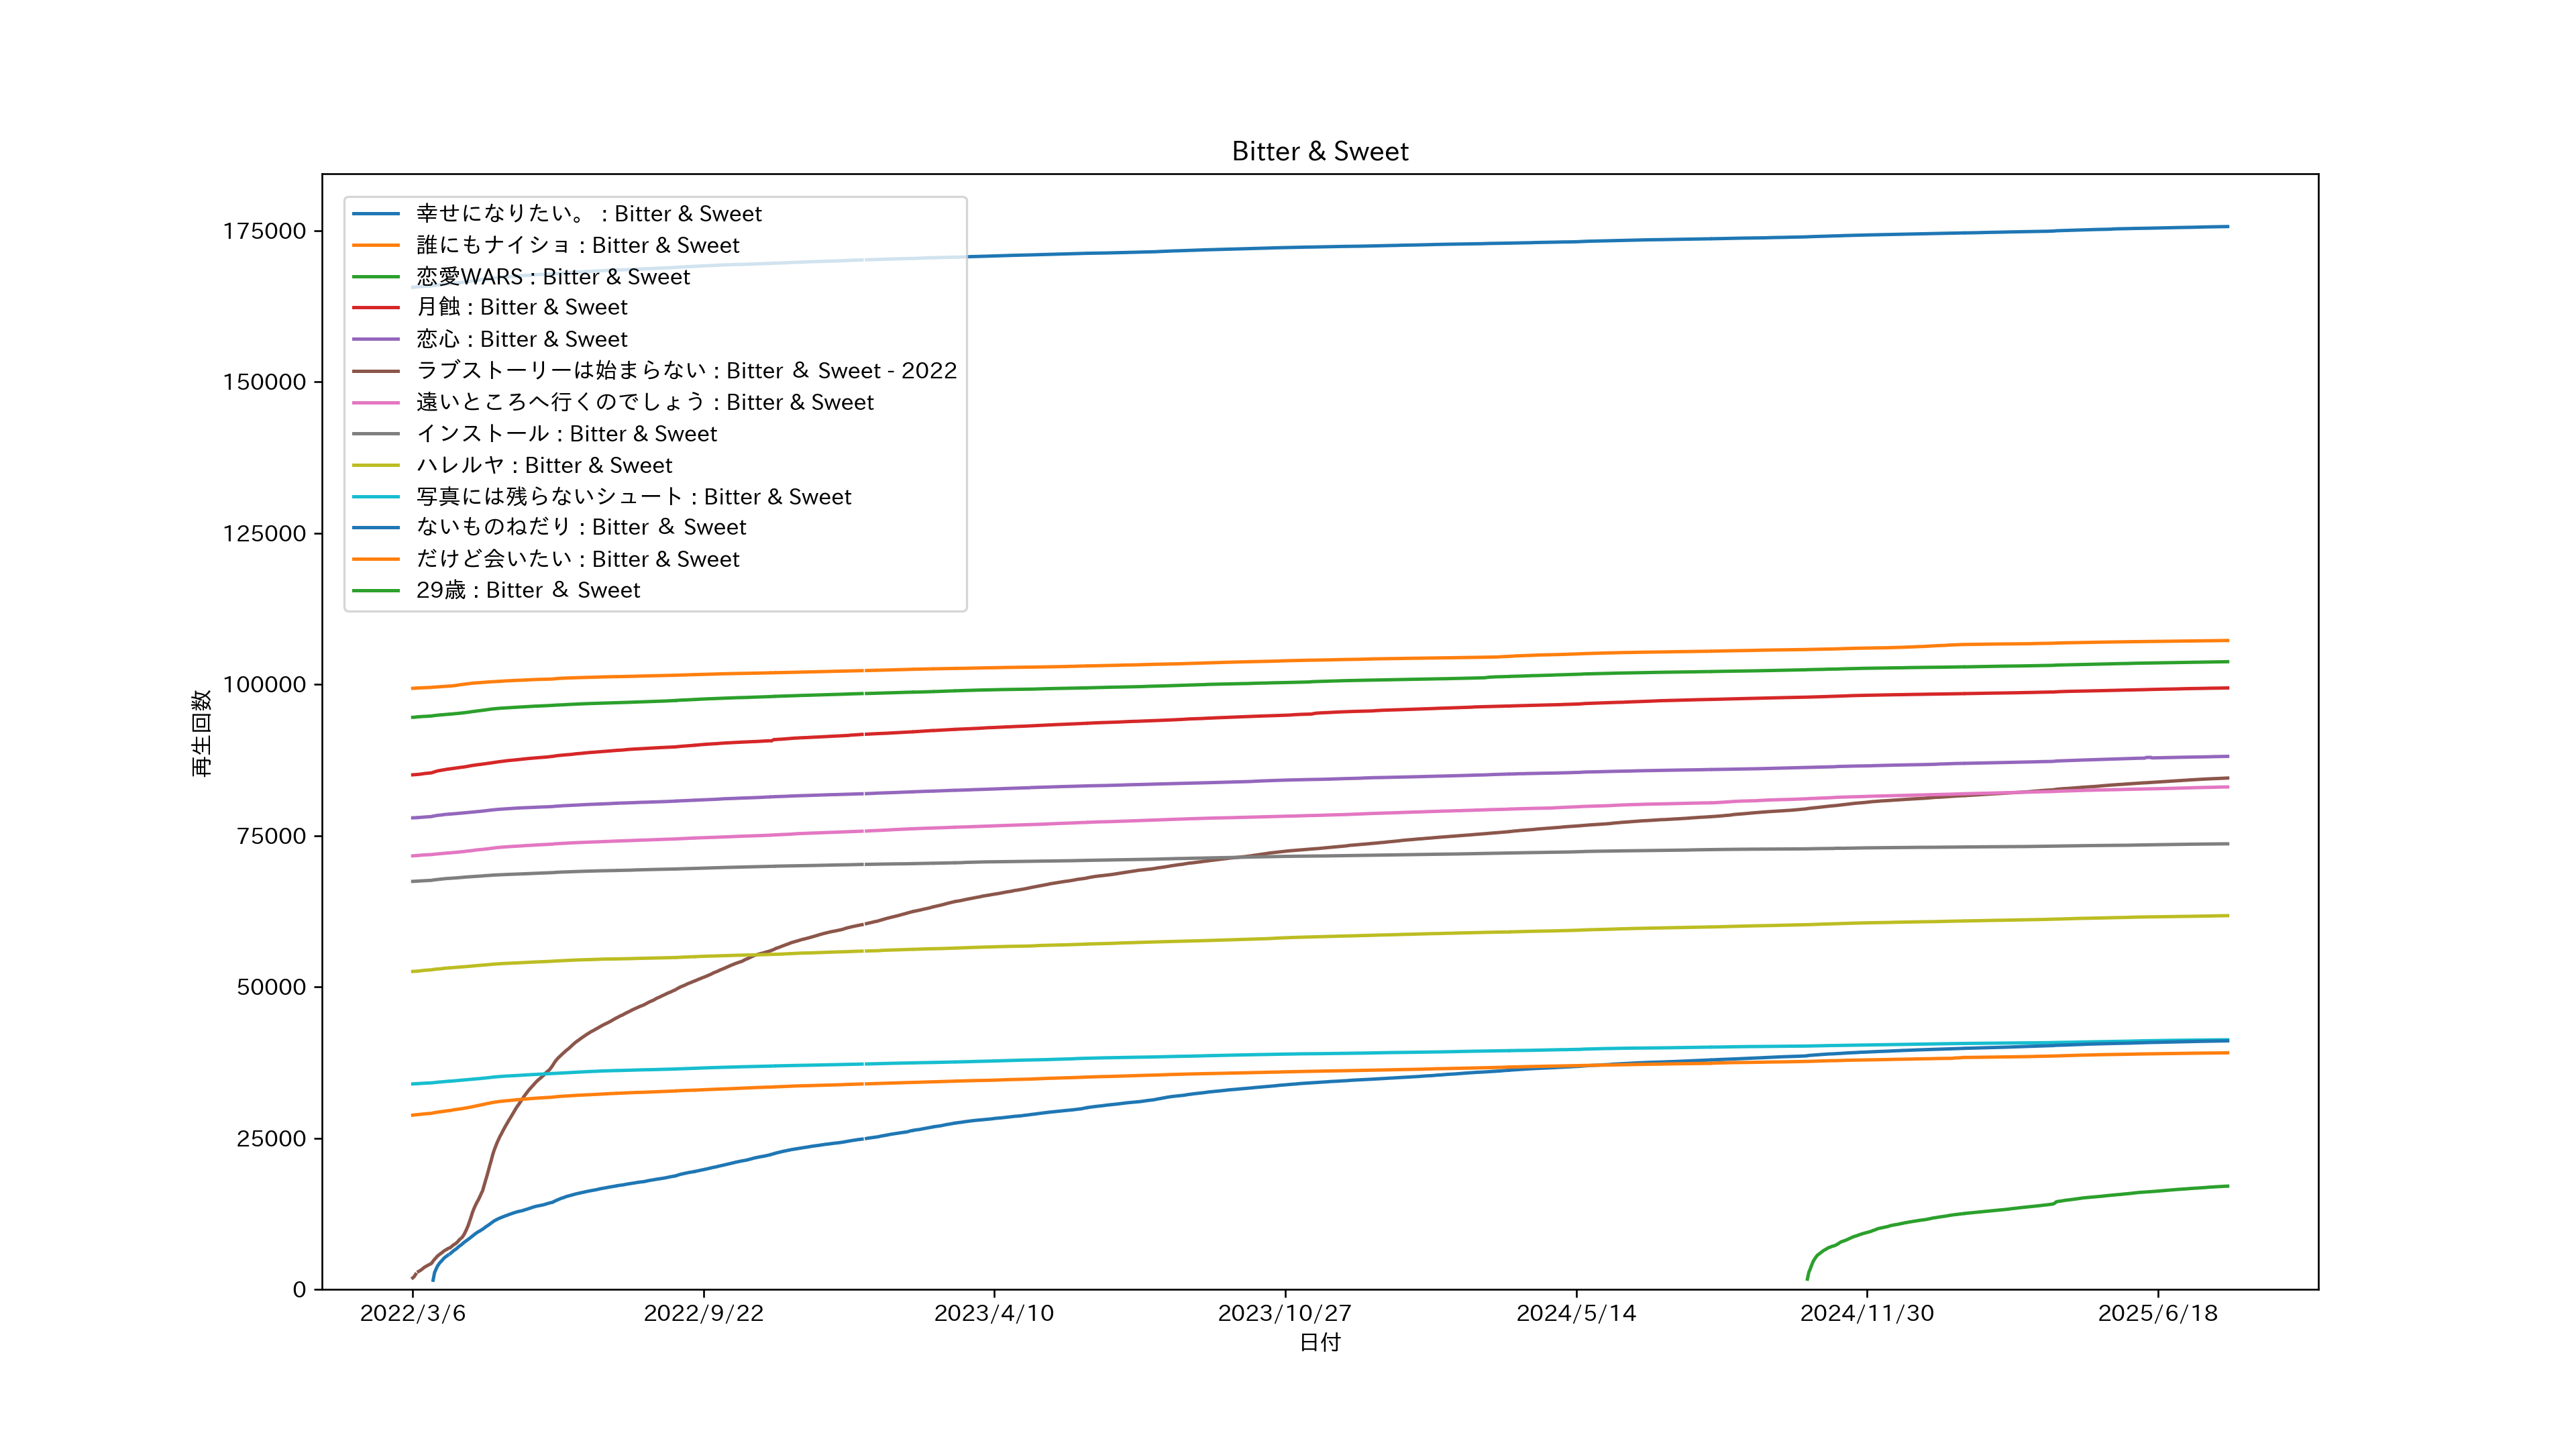 Bitter & Sweet
幸せになりたい。 : Bitter & Sweet
誰にもナイショ : Bitter & Sweet
恋愛WARS : Bitter & Sweet
月蝕 : Bitter & Sweet
恋心 : Bitter & Sweet
ラブストーリーは始まらない : Bitter ＆ Sweet - 2022
遠いところへ行くのでしょう : Bitter & Sweet
インストール : Bitter & Sweet
ハレルヤ : Bitter & Sweet
写真には残らないシュート : Bitter & Sweet
ないものねだり : Bitter ＆ Sweet
だけど会いたい : Bitter & Sweet
29歳 : Bitter ＆ Sweet
175000
150000
125000
100000
75000
50000
25000
0
再生回数
2022/3/6
2022/9/22
2023/4/10
2023/10/27
2024/5/14
2024/11/30
2025/6/18
日付